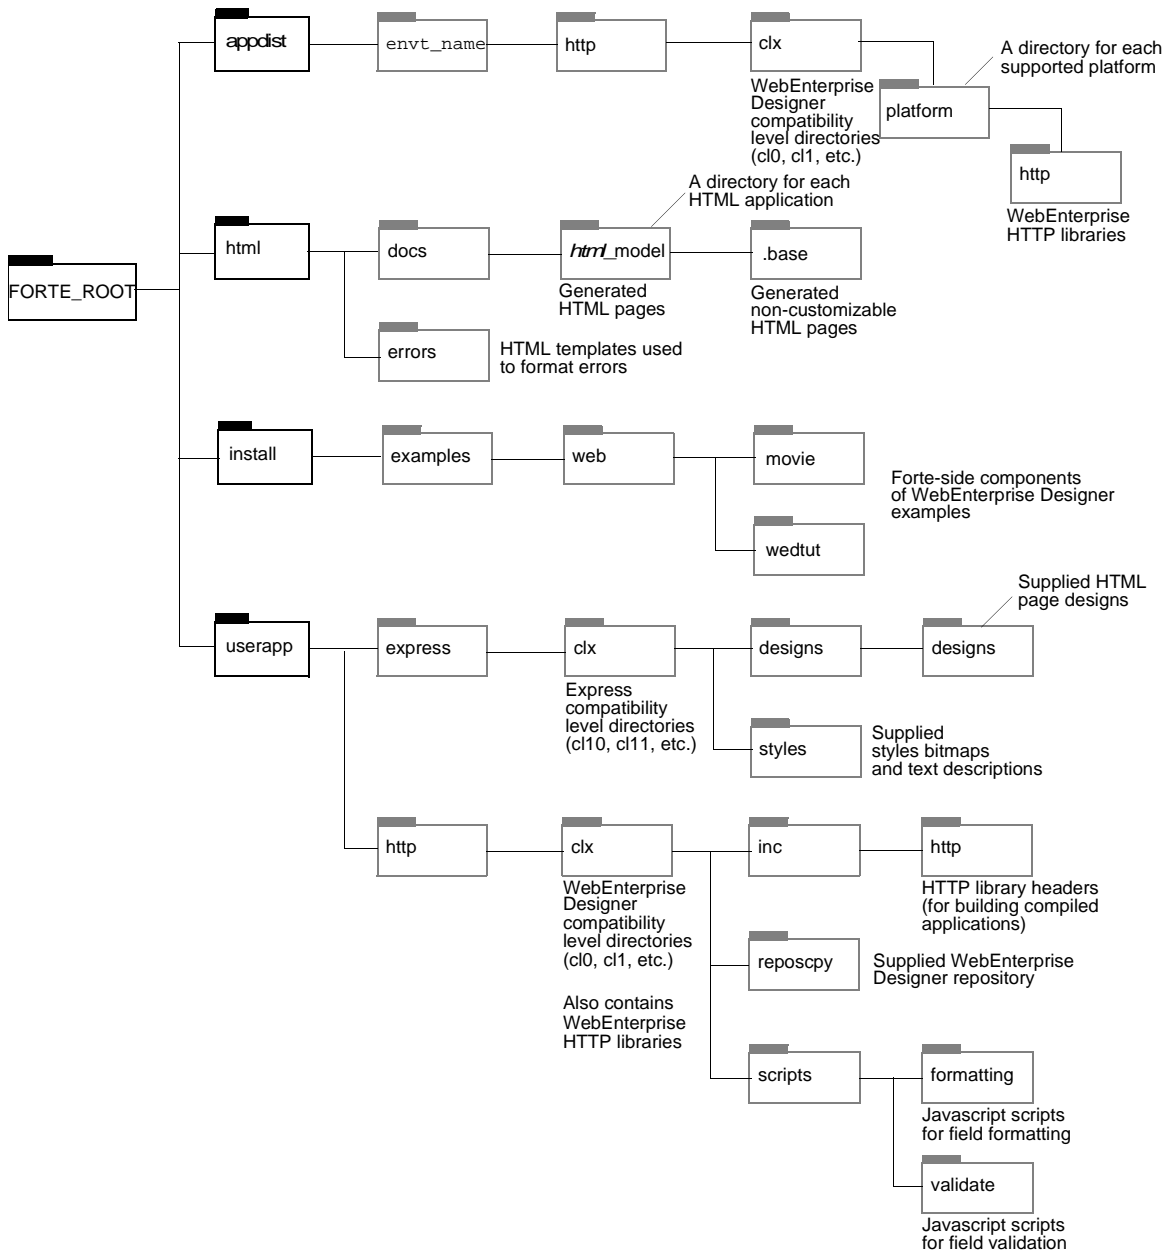 appdist
envt_name
http
clx
A directory for each
supported platform
WebEnterprise
Designer
compatibility
level directories
(cl0, cl1, etc.)
platform
http
WebEnterprise
HTTP libraries
A directory for each
HTML application
FORTE_ROOT
html
docs
html_model
.base
Generated
HTML pages
Generated
non-customizable
HTML pages
errors
HTML templates used
to format errors
install
examples
web
movie
Forte-side components
of WebEnterprise Designer
examples
wedtut
Supplied HTML
page designs
userapp
express
clx
designs
designs
Express
compatibility
level directories
(cl10, cl11, etc.)
styles
Supplied
styles bitmaps
and text descriptions
http
clx
inc
http
WebEnterprise
Designer
compatibility
level directories
(cl0, cl1, etc.)
HTTP library headers
(for building compiled
applications)
reposcpy
Supplied WebEnterprise
Designer repository
Also contains
WebEnterprise
HTTP libraries
scripts
formatting
Javascript scripts
for field formatting
validate
Javascript scripts
for field validation